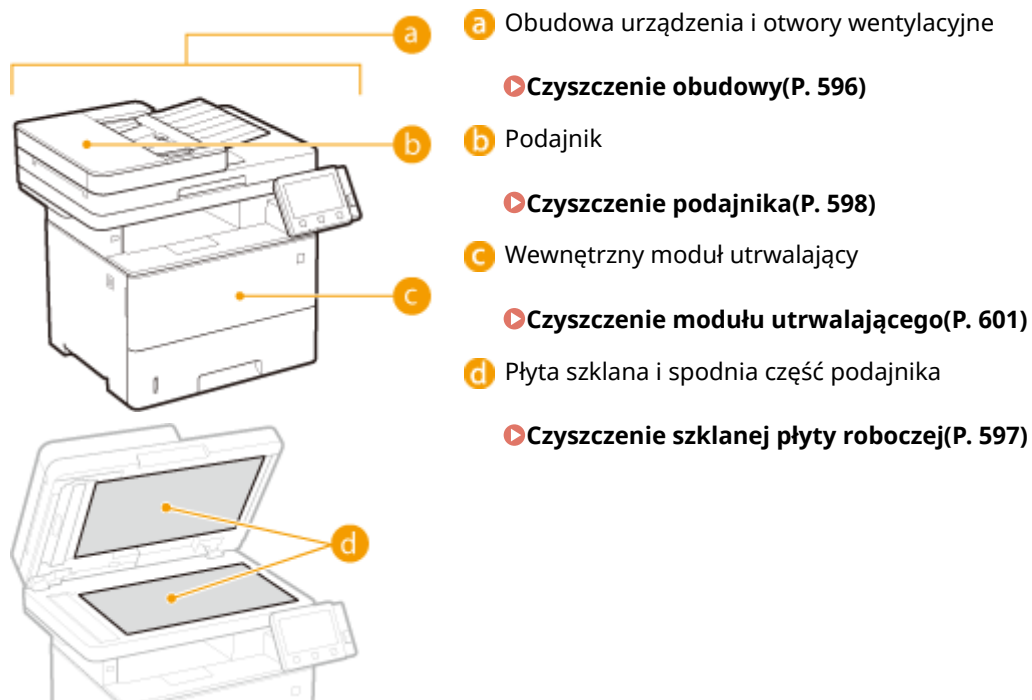 a
a Obudowa urządzenia i otwory wentylacyjne
Czyszczenie obudowy(P. 596)
b
b Podajnik
Czyszczenie podajnika(P. 598)
c Wewnętrzny moduł utrwalający
c
Czyszczenie modułu utrwalającego(P. 601)
d Płyta szklana i spodnia część podajnika
Czyszczenie szklanej płyty roboczej(P. 597)
d